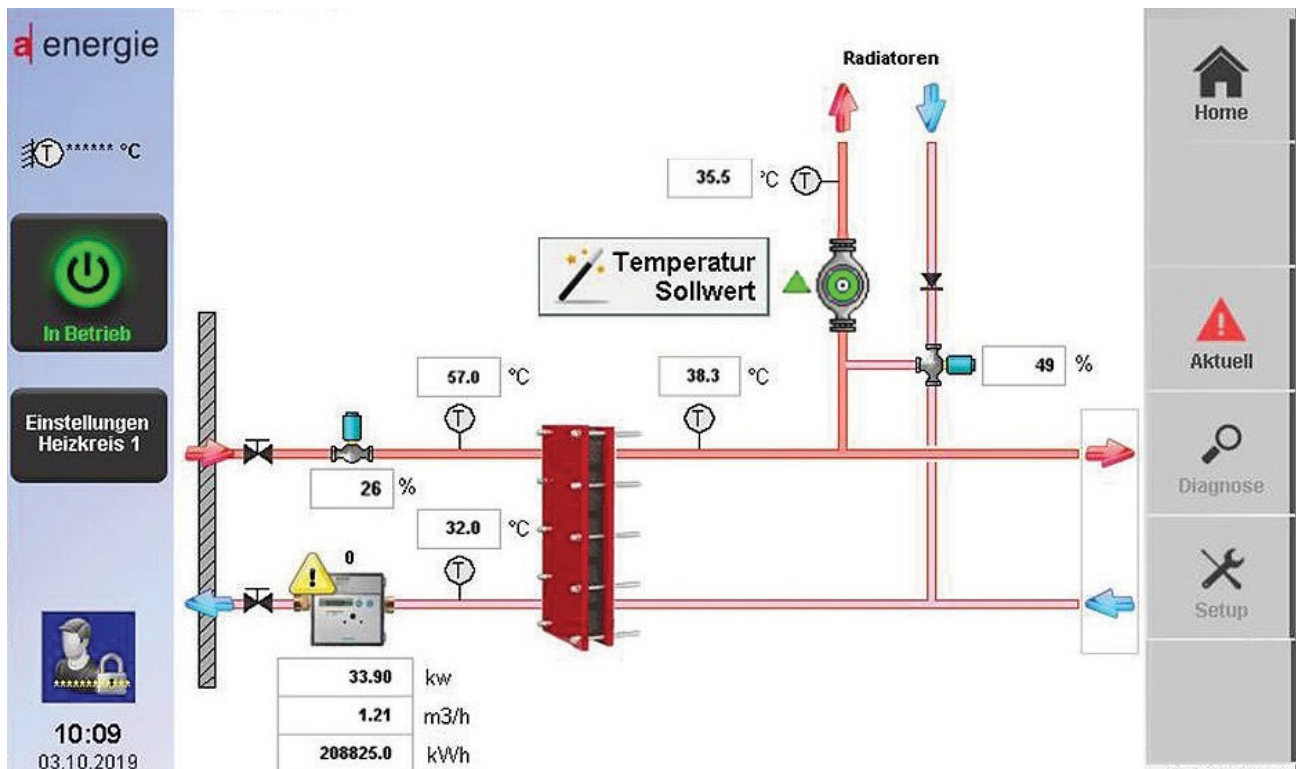 a energie
T ****** °C
In Betrieb
Einstellungen
Heizkreis 1
**********
10:09
03.10.2019
Radiatoren
35.5 °C T
Temperatur
Sollwert
57.0 °C
T
38.3 °C
T
49 %
26 %
32.0 °C
T
0
33.90 kw
1.21 m3/h
208825.0 kWh
Home
Aktuell
Diagnose
Setup